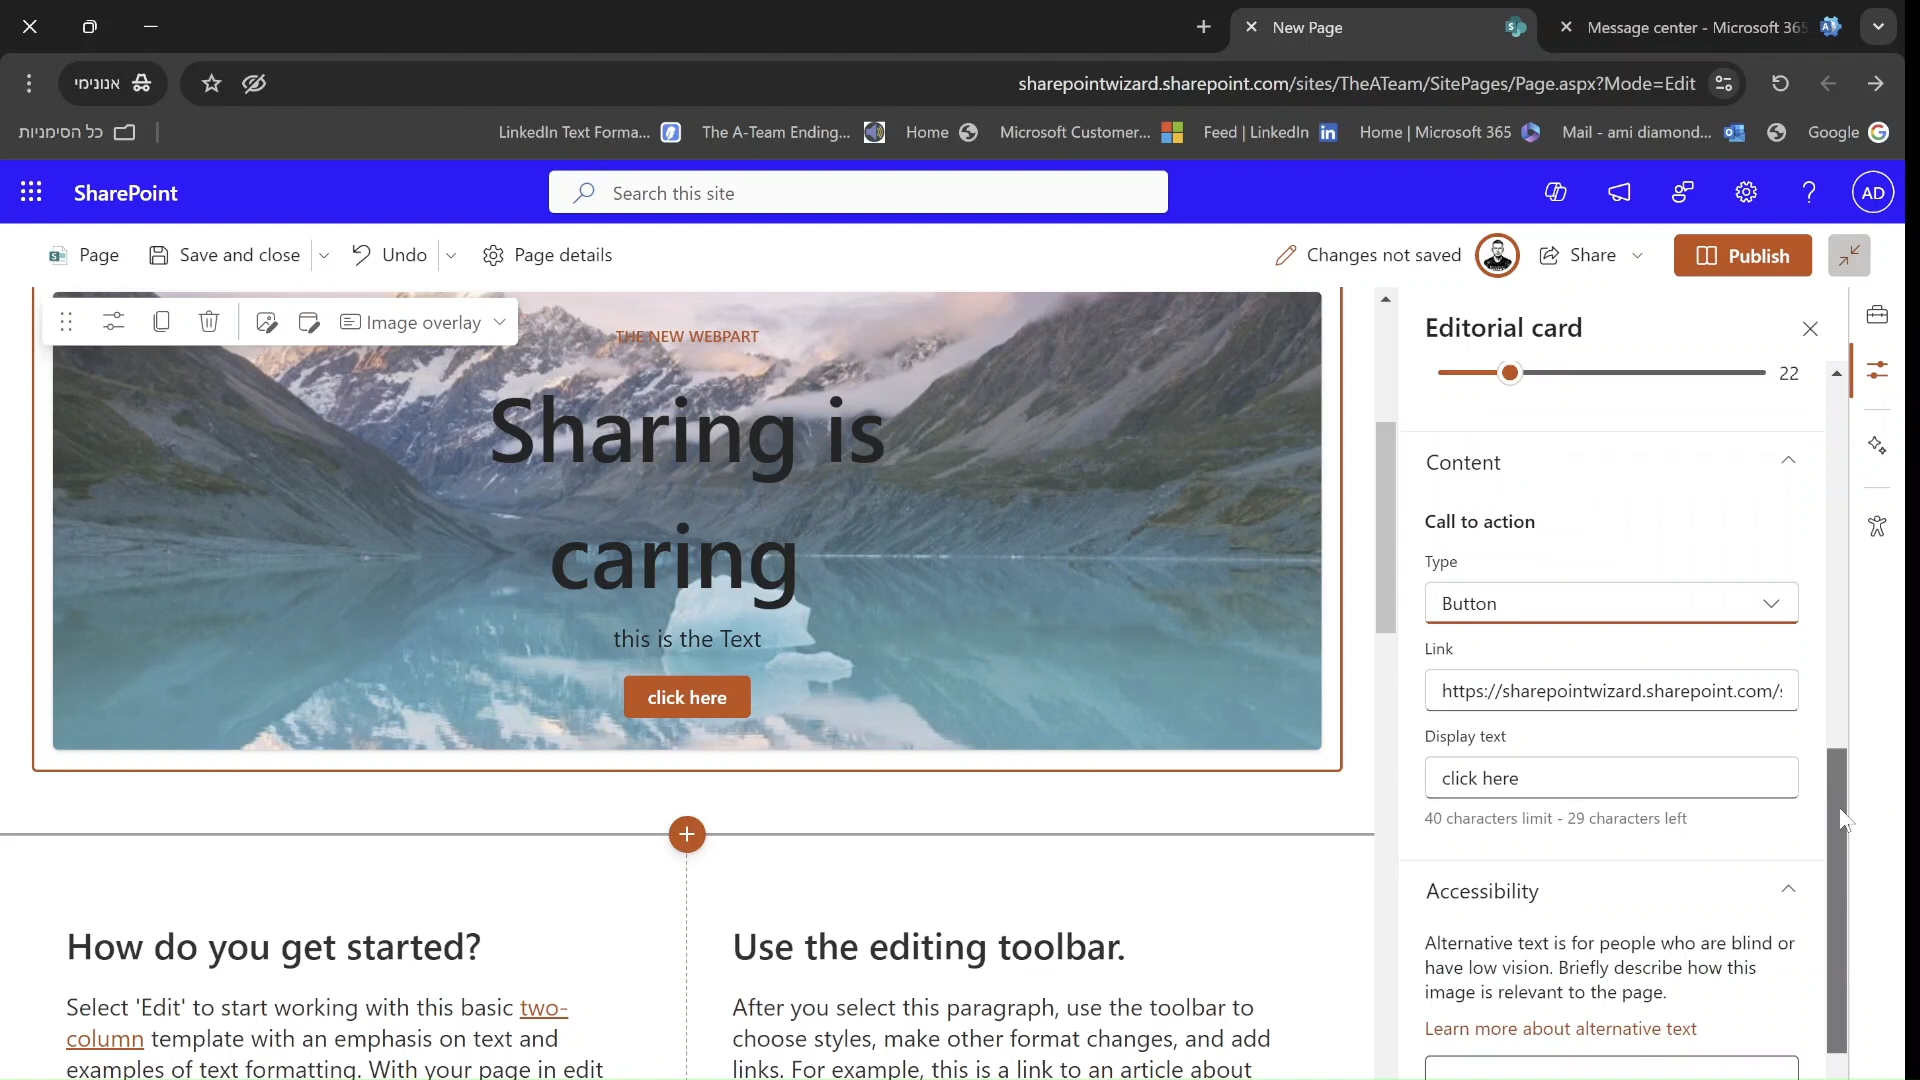 New Page
Message center - Microsoft 365
אנונימי
sharepointwizard.sharepoint.com/sites/TheATeam/SitePages/Page.aspx?Mode=Edit
כל הסימניות
LinkedIn Text Forma...
The A-Team Ending...
Home
Microsoft Customer...
Feed | LinkedIn
Home | Microsoft 365
Mail - ami diamond...
Google
SharePoint
Search this site
AD
Page
Save and close
Undo
Page details
Changes not saved
Share
Publish
Image overlay
THE NEW WEBPART
Sharing is
caring
this is the Text
click here
How do you get started?
Select 'Edit' to start working with this basic two-
column template with an emphasis on text and
examples of text formatting. With your page in edit
Use the editing toolbar.
After you select this paragraph, use the toolbar to
choose styles, make other format changes, and add
links. For example, this is a link to an article about
Editorial card
22
Content
Call to action
Type
Button
Link
https://sharepointwizard.sharepoint.com/s
Display text
click here
40 characters limit - 29 characters left
Accessibility
Alternative text is for people who are blind or
have low vision. Briefly describe how this
image is relevant to the page.
Learn more about alternative text